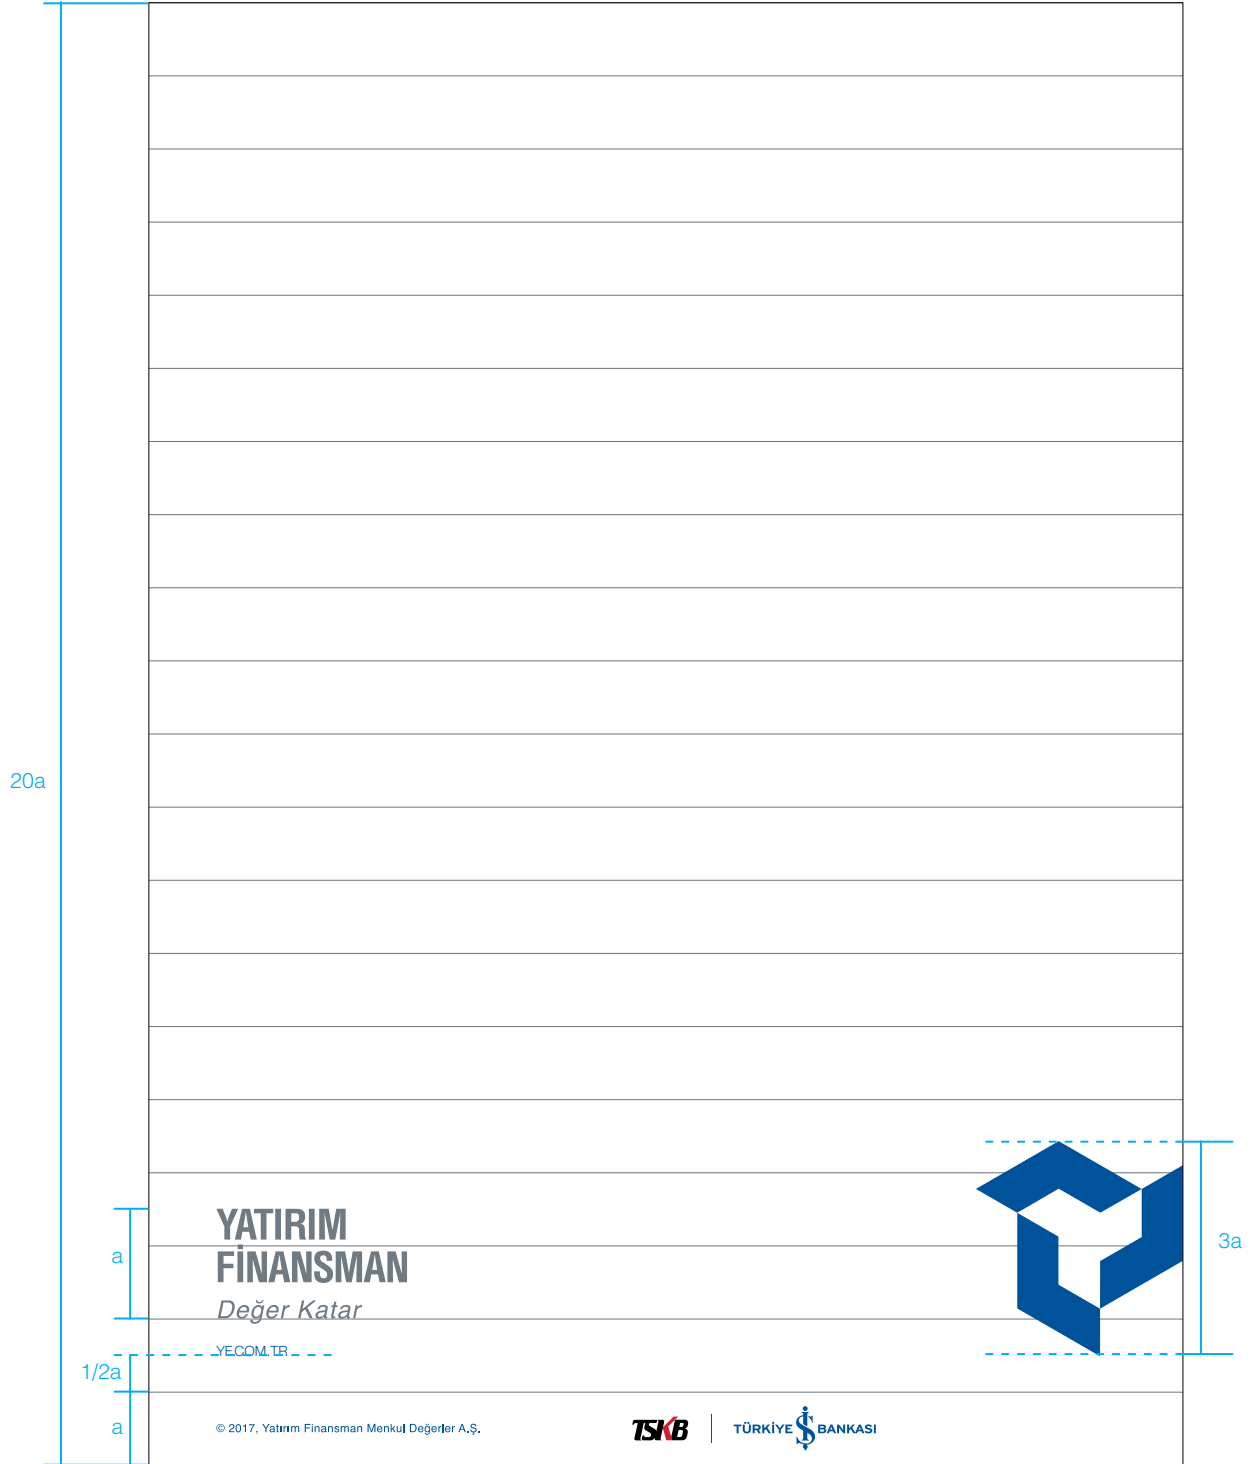 20a
YATIRIM
FİNANSMAN
a
3a
Değer Katar
YF.COM.TR
1/2a
a
© 2017, Yatırım Finansman Menkul Değerler A.Ş.
TSKB
TÜRKİYE İŞ BANKASI